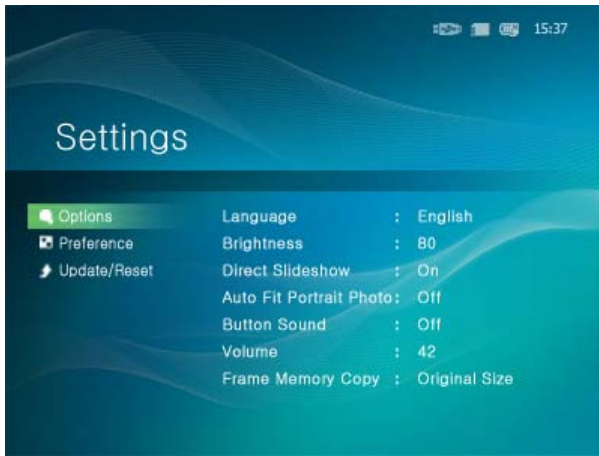 15:37
Settings
Options
Preference
Update/Reset
Language : English
Brightness : 80
Direct Slideshow : On
Auto Fit Portrait Photo : Off
Button Sound : Off
Volume : 42
Frame Memory Copy : Original Size